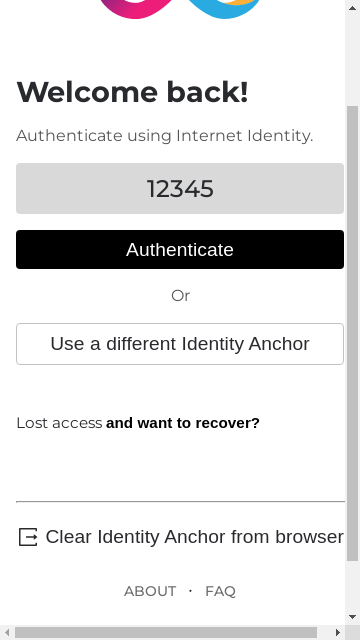 Welcome back!
Authenticate using Internet Identity.
12345
Authenticate
Or
Use a different Identity Anchor
Lost access and want to recover?
Clear Identity Anchor from browser
ABOUT · FAQ